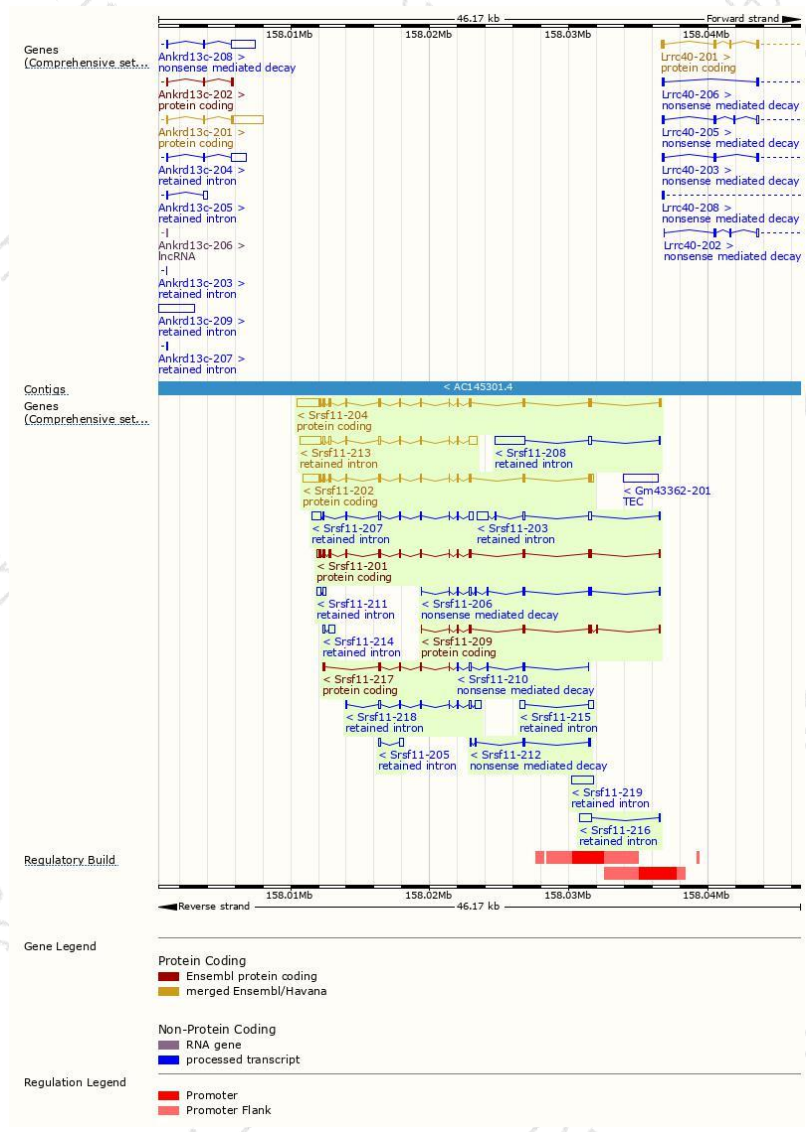 46.17 kb Forward strand
158.01Mb 158.02Mb 158.03Mb 158.04Mb
Genes
(Comprehensive set...
Ankrd13c-208 >
nonsense mediated decay
Ankrd13c-202 >
protein coding
Ankrd13c-201 >
protein coding
Ankrd13c-204 >
retained intron
Ankrd13c-205 >
retained intron
Ankrd13c-206 >
lncRNA
Ankrd13c-203 >
retained intron
Ankrd13c-209 >
retained intron
Ankrd13c-207 >
retained intron
Lrrc40-201 >
protein coding
Lrrc40-206 >
nonsense mediated decay
Lrrc40-205 >
nonsense mediated decay
Lrrc40-203 >
nonsense mediated decay
Lrrc40-208 >
nonsense mediated decay
Lrrc40-202 >
nonsense mediated decay
Contigs
< AC145301.4
Genes
(Comprehensive set...
< Srsf11-204
protein coding
< Srsf11-213 < Srsf11-208
retained intron retained intron
< Srsf11-202 < Gm43362-201
protein coding TEC
< Srsf11-207 < Srsf11-203
retained intron retained intron
< Srsf11-201
protein coding
< Srsf11-211 < Srsf11-206
retained intron nonsense mediated decay
< Srsf11-214 < Srsf11-209
retained intron protein coding
< Srsf11-217 < Srsf11-210
protein coding nonsense mediated decay
< Srsf11-218 < Srsf11-215
retained intron retained intron
< Srsf11-205 < Srsf11-212
retained intron nonsense mediated decay
< Srsf11-219
retained intron
< Srsf11-216
retained intron
Regulatory Build
158.01Mb 158.02Mb 158.03Mb 158.04Mb
Reverse strand 46.17 kb
Gene Legend
Protein Coding
Ensembl protein coding
merged Ensembl/Havana
Non-Protein Coding
RNA gene
processed transcript
Regulation Legend
Promoter
Promoter Flank